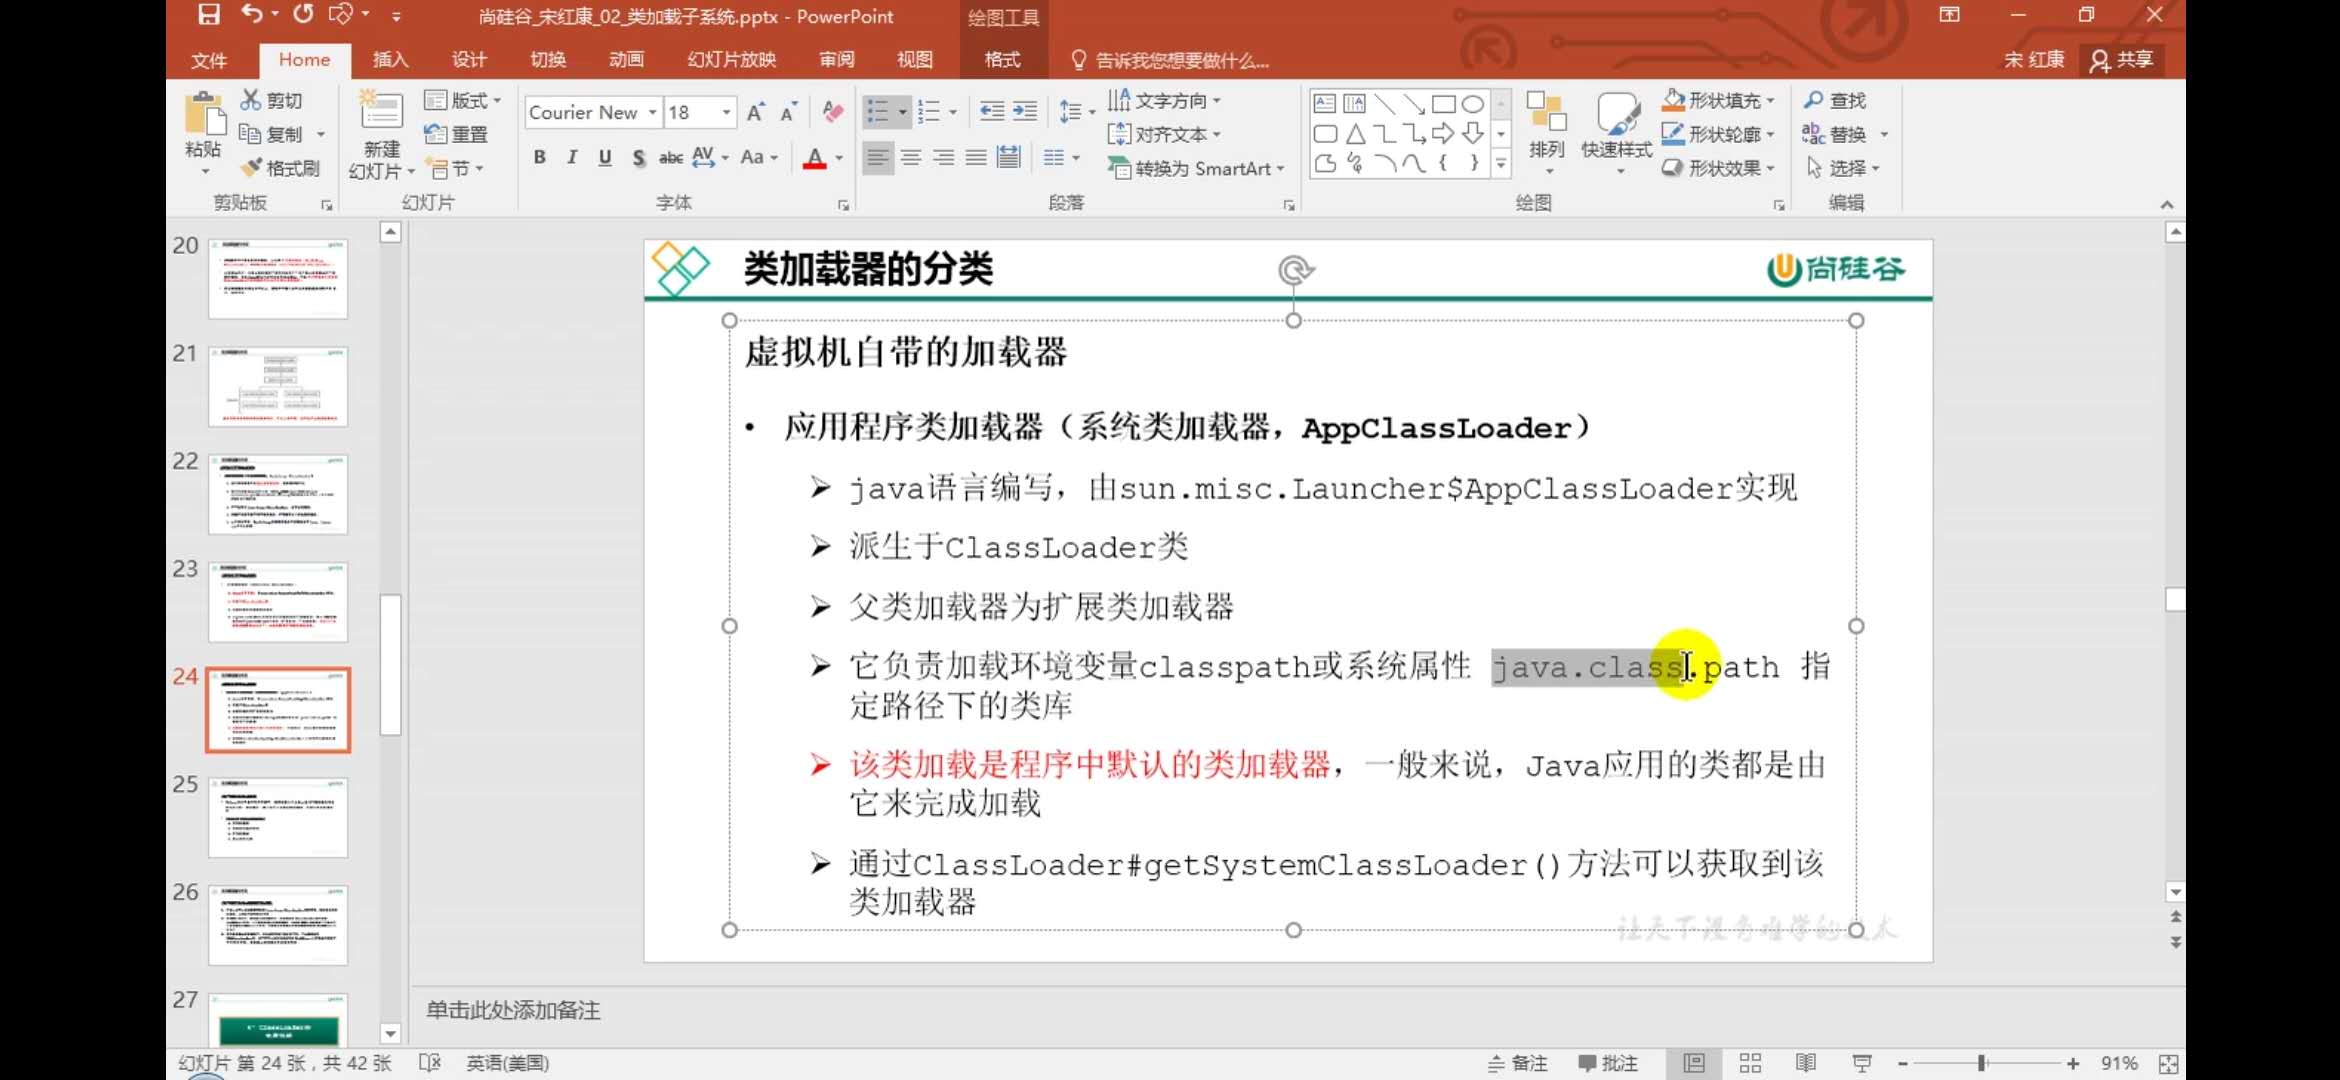 尚硅谷_宋红康_02_类加载子系统.pptx - PowerPoint
绘图工具
文件 Home 插入 设计 切换 动画 幻灯片放映 审阅 视图 格式 告诉我您想要做什么...
宋 红康 共享
粘贴 剪切 复制 格式刷
剪贴板
新建
幻灯片 版式 重置 节
幻灯片
Courier New 18
字体
文字方向
对齐文本
转换为 SmartArt
段落
排列 快速样式 形状填充 形状轮廓 形状效果
绘图
查找
替换
选择
编辑
20
21
22
23
24
25
26
27
类加载器的分类
尚硅谷
虚拟机自带的加载器
• 应用程序类加载器（系统类加载器，AppClassLoader）
➢ java语言编写，由sun.misc.Launcher$AppClassLoader实现
➢ 派生于ClassLoader类
➢ 父类加载器为扩展类加载器
➢ 它负责加载环境变量classpath或系统属性 java.class.path 指
定路径下的类库
➢ 该类加载是程序中默认的类加载器，一般来说，Java应用的类都是由
它来完成加载
➢ 通过ClassLoader#getSystemClassLoader()方法可以获取到该
类加载器
让天下没有难学的技术
单击此处添加备注
幻灯片 第 24 张，共 42 张 英语(美国)
备注 批注 91%